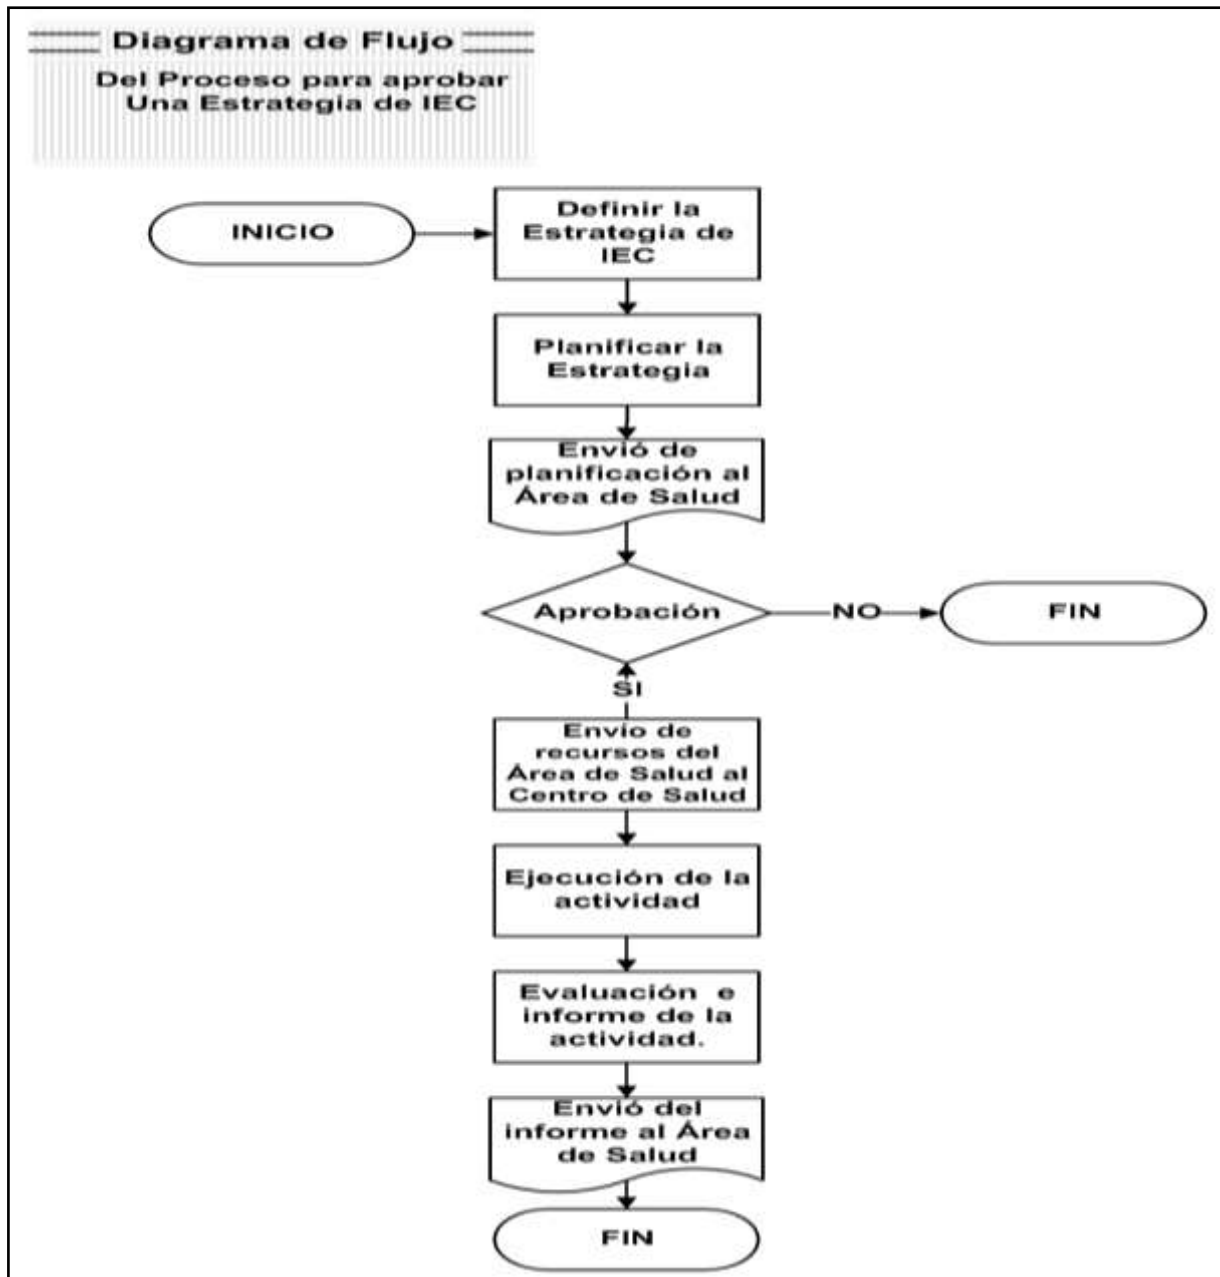 Diagrama de Flujo
Del Proceso para aprobar
Una Estrategia de IEC
INICIO
Definir la
Estrategia de
IEC
Planificar la
Estrategia
Envió de
planificación al
Área de Salud
Aprobación
NO
FIN
SI
Envio de
recursos del
Área de Salud al
Centro de Salud
Ejecución de la
actividad
Evaluación e
informe de la
actividad.
Envió del
informe al Área
de Salud
FIN